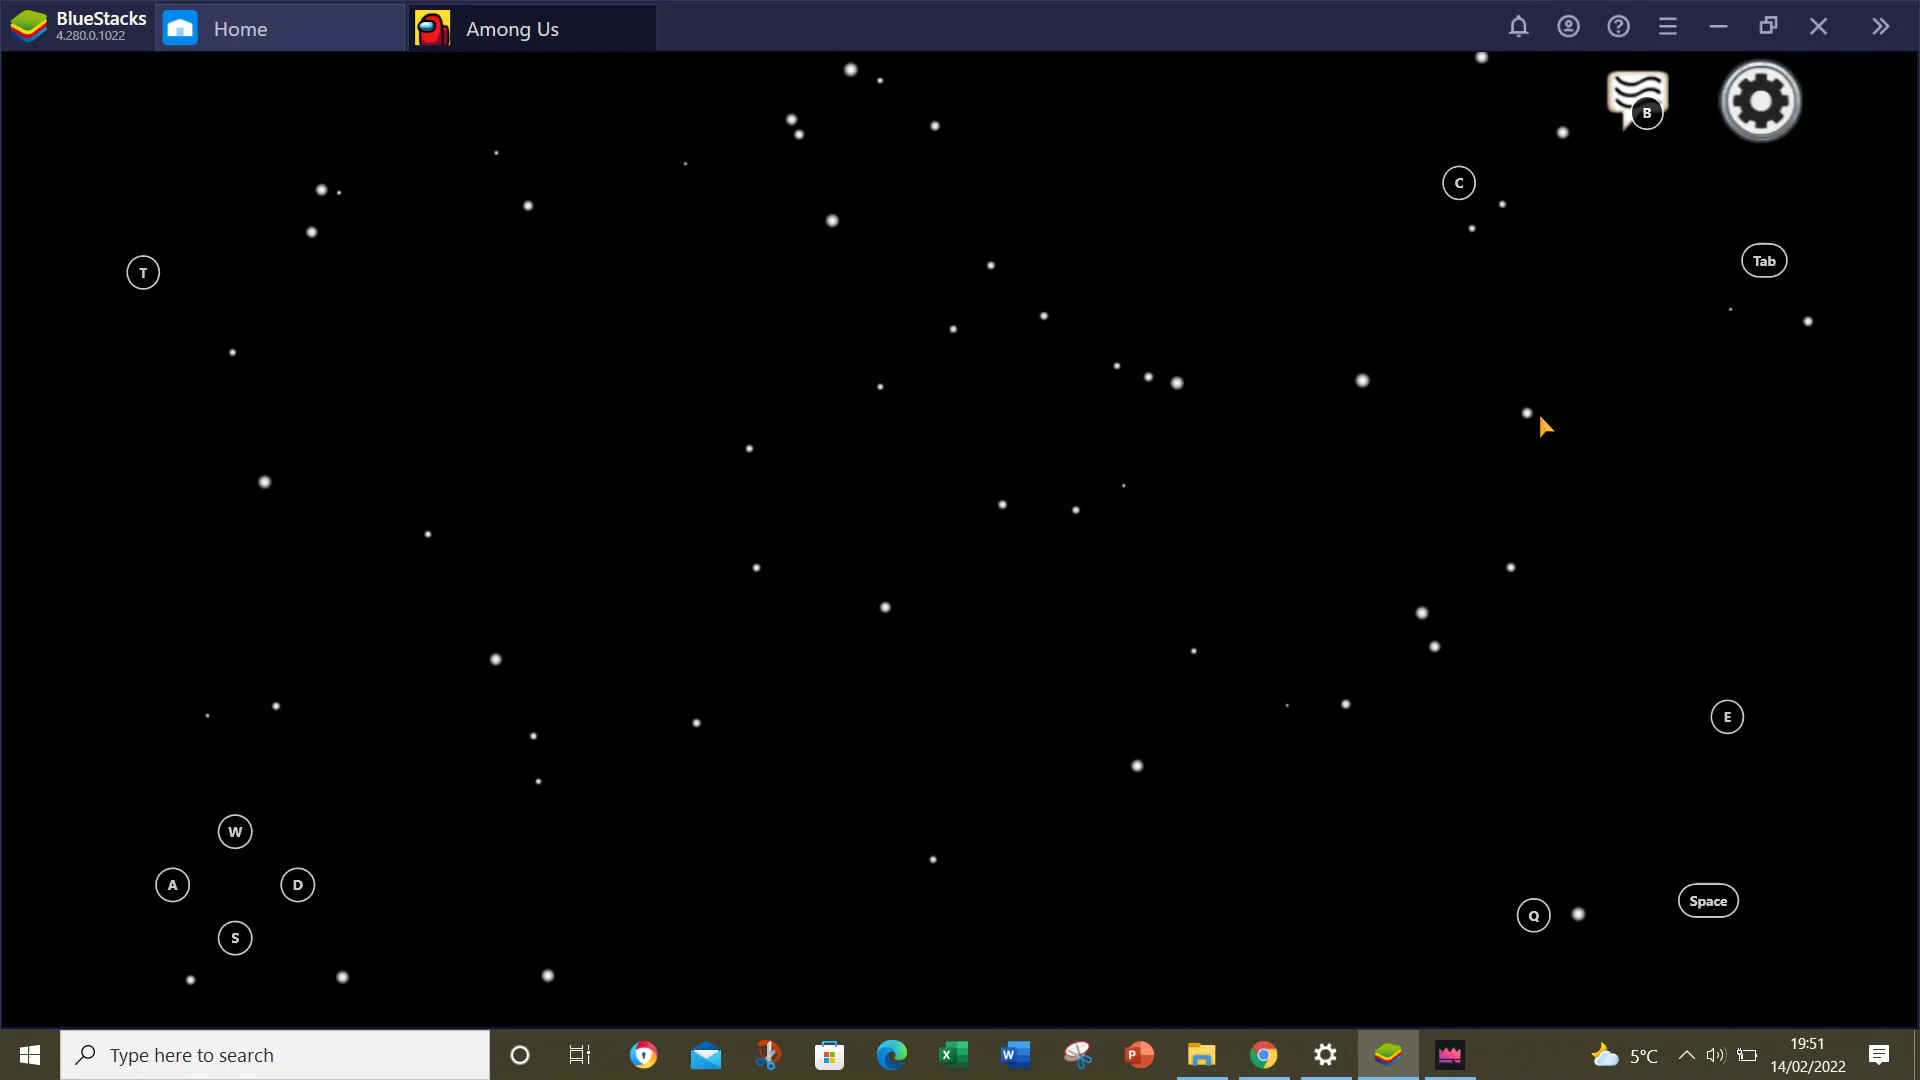 BlueStacks
4.280.0.1022
Home
Among Us
B
C
T
Tab
E
W
A
D
S
Q
Space
Type here to search
5°C
19:51
14/02/2022